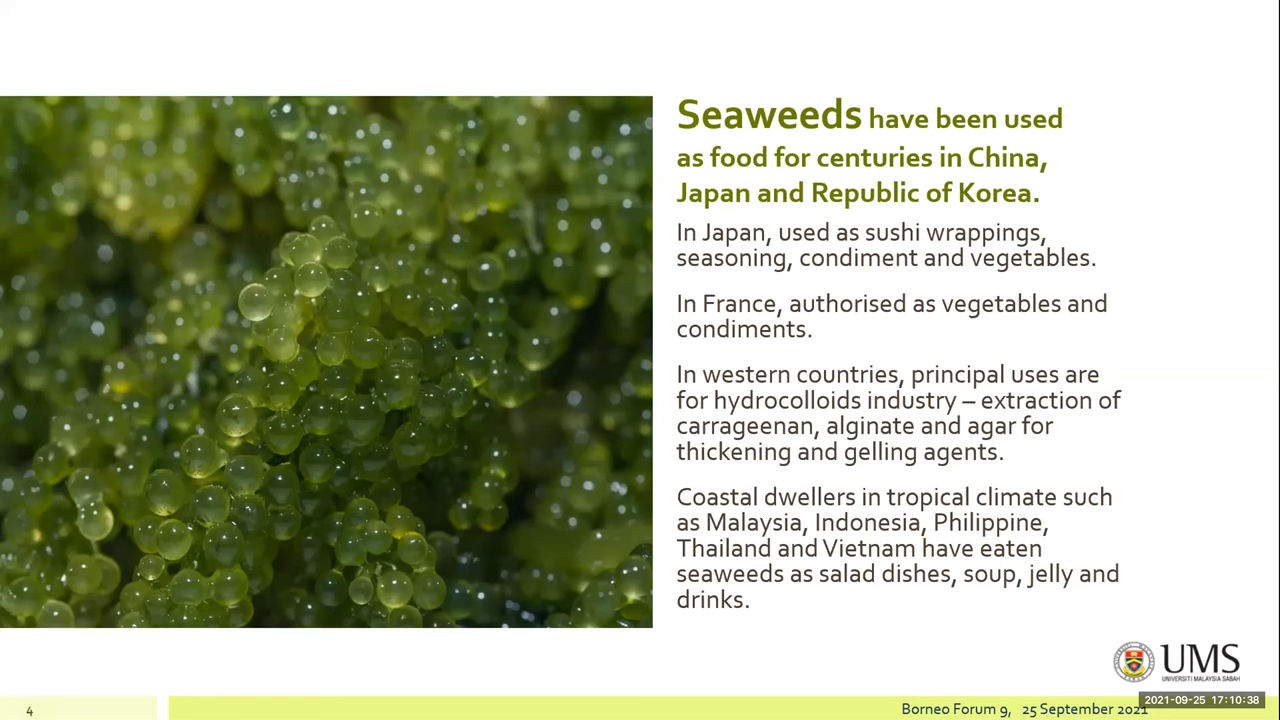 Seaweeds have been used
as food for centuries in China,
Japan and Republic of Korea.
In Japan, used as sushi wrappings,
seasoning, condiment and vegetables.
In France, authorised as vegetables and
condiments.
In western countries, principal uses are
for hydrocolloids industry – extraction of
carrageenan, alginate and agar for
thickening and gelling agents.
Coastal dwellers in tropical climate such
as Malaysia, Indonesia, Philippine,
Thailand and Vietnam have eaten
seaweeds as salad dishes, soup, jelly and
drinks.
UMS
UNIVERSITI MALAYSIA SABAH
2021-09-25 17:10:38
4
Borneo Forum 9, 25 September 2021